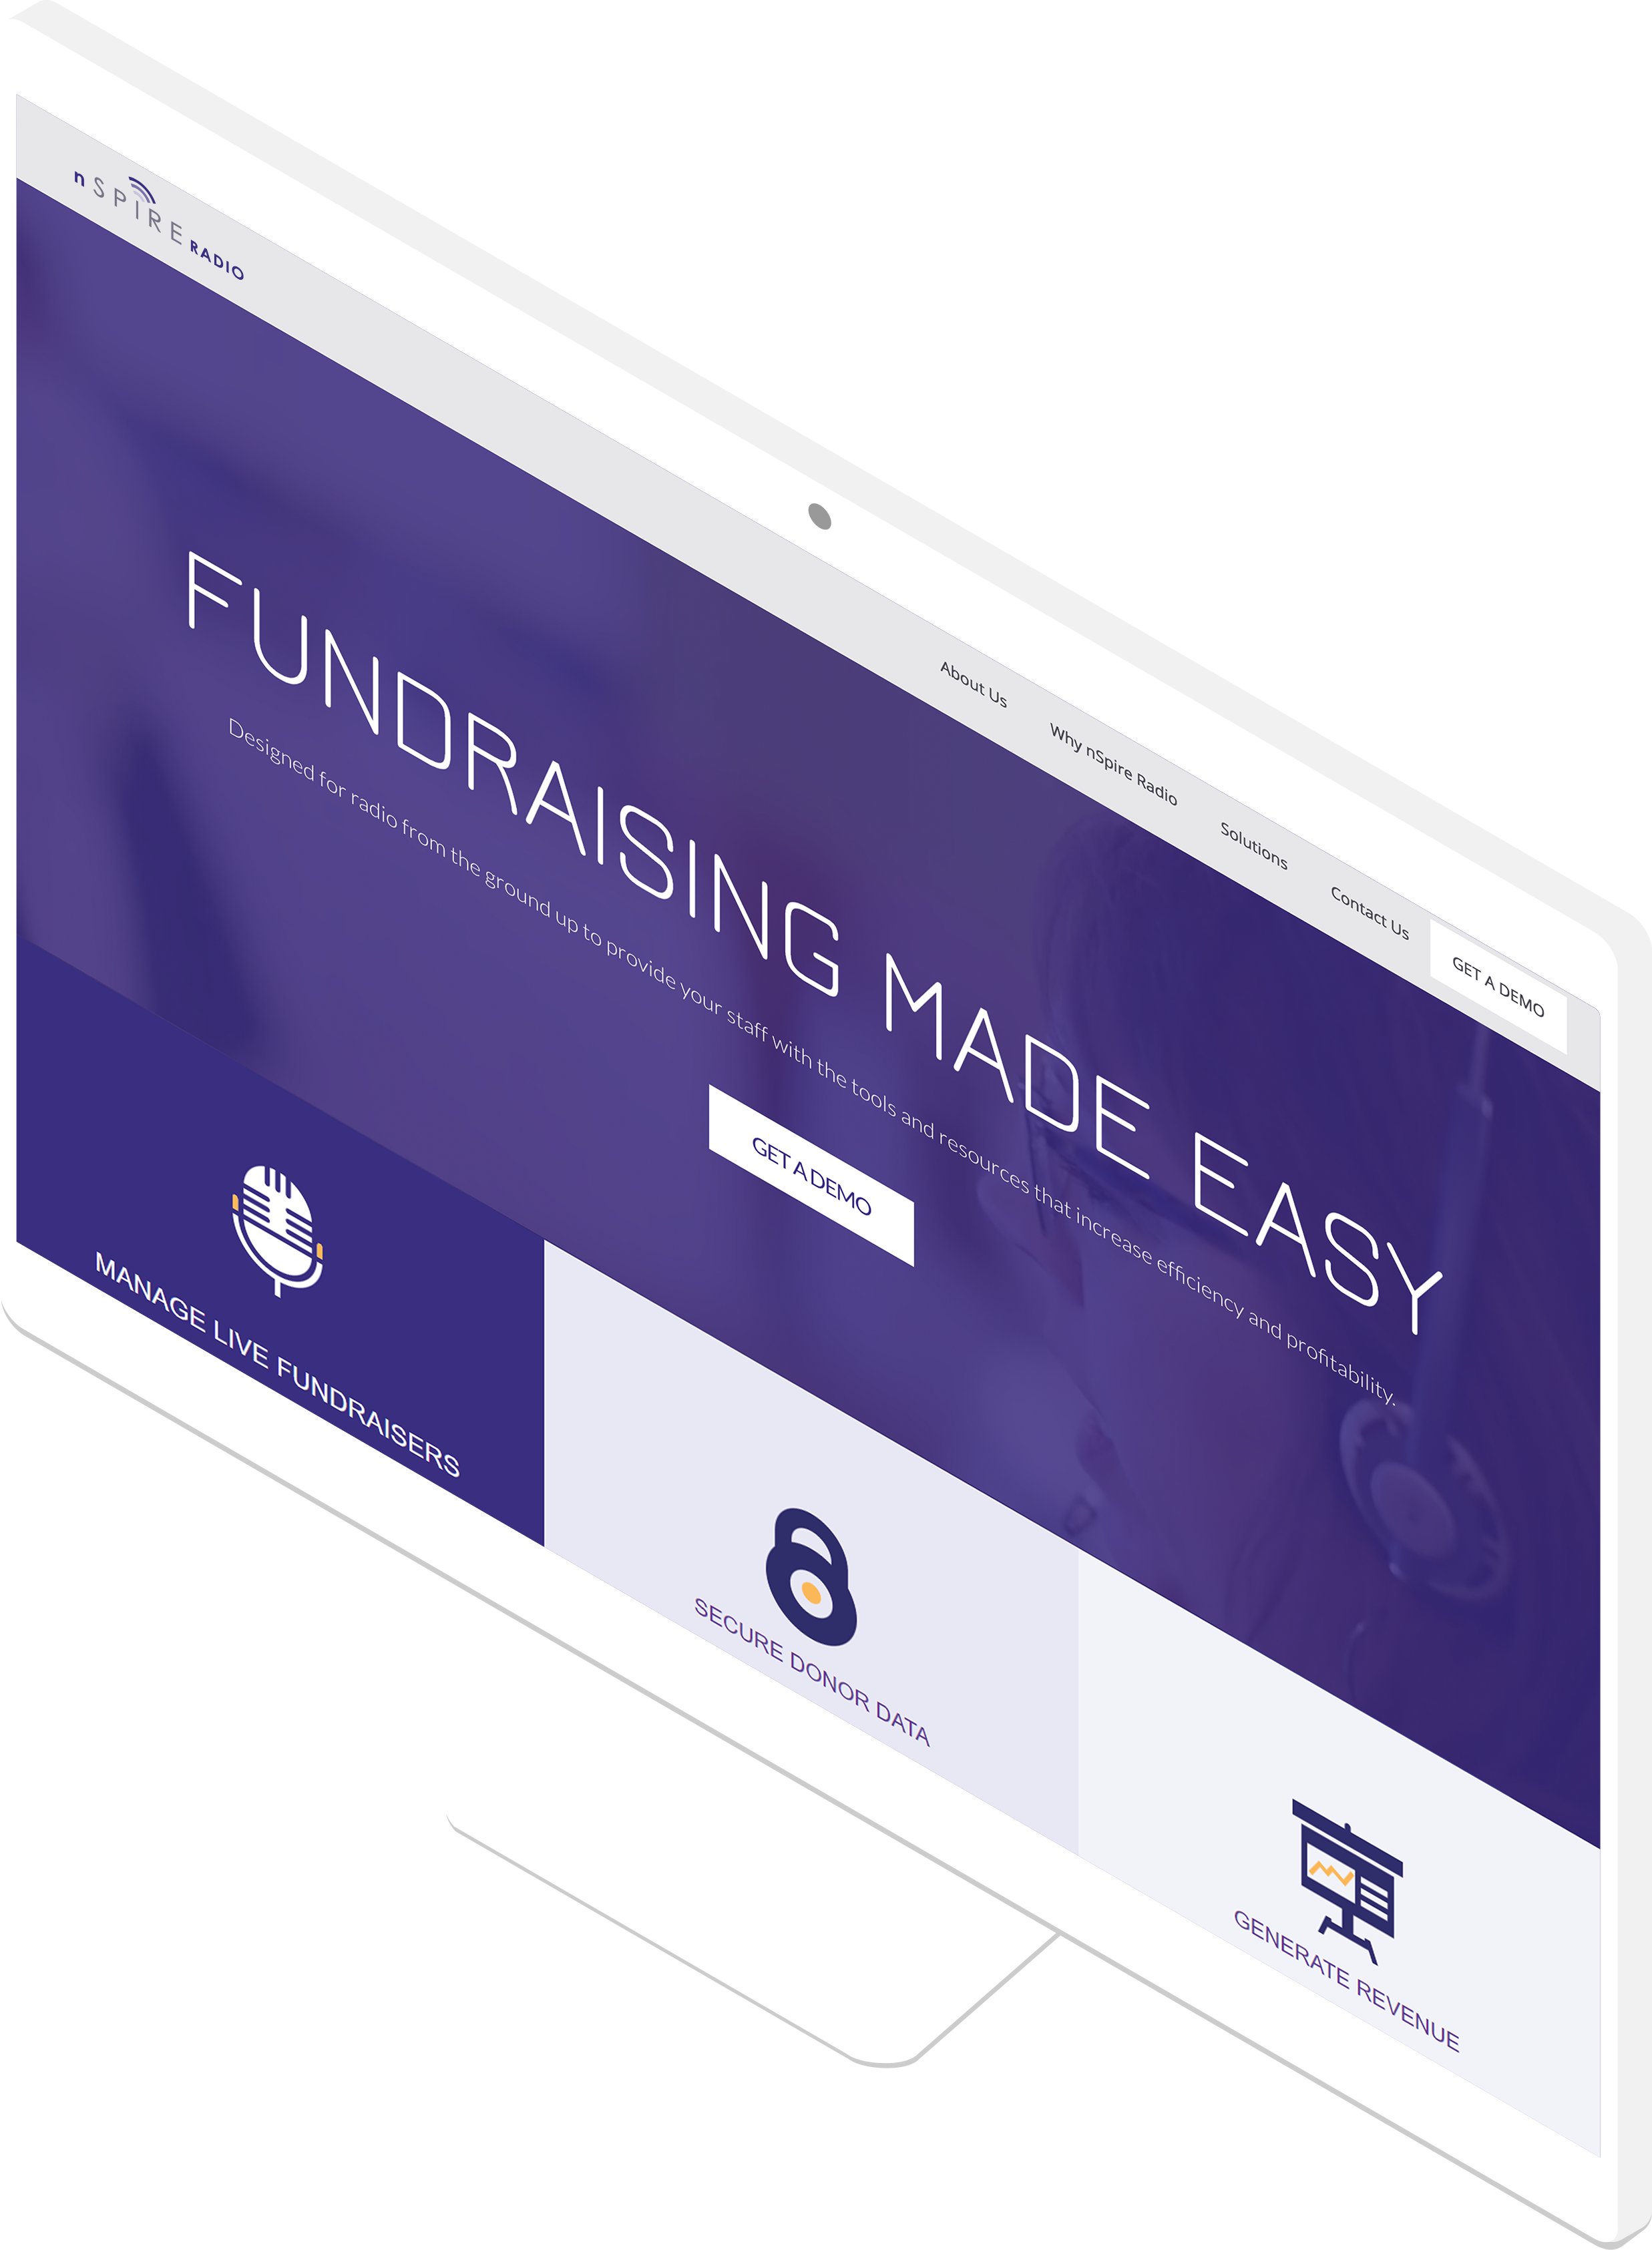 nSPIRE RADIO
About Us
Why nSpire Radio
Solutions
Contact Us
GET A DEMO
FUNDRAISING MADE EASY
Designed for radio from the ground up to provide your staff with the tools and resources that increase efficiency and profitability.
GET A DEMO
MANAGE LIVE FUNDRAISERS
SECURE DONOR DATA
GENERATE REVENUE